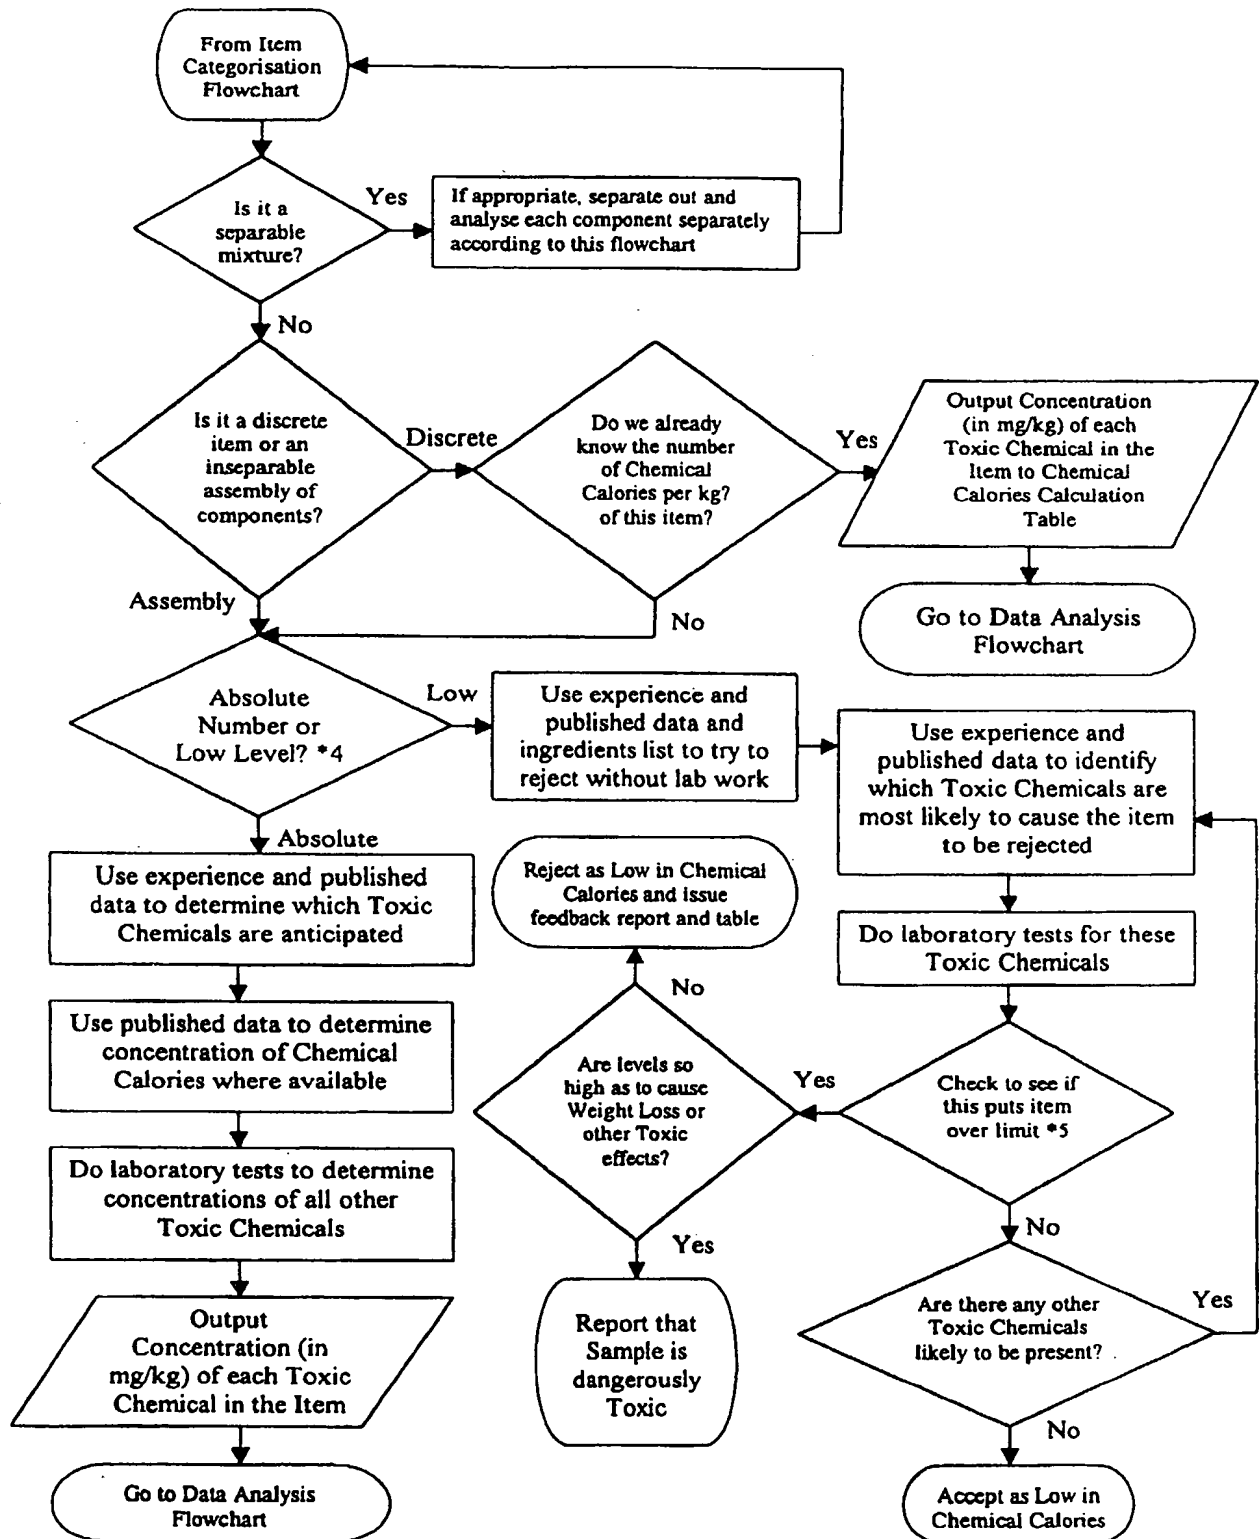 From Item
Categorisation
Flowchart
Is it a
separable
mixture?
Yes
If appropriate, separate out and
analyse each component separately
according to this flowchart
No
Is it a discrete
item or an
inseparable
assembly of
components?
Discrete
Do we already
know the number
of Chemical
Calories per kg?
of this item?
Yes
Output Concentration
(in mg/kg) of each
Toxic Chemical in the
Item to Chemical
Calories Calculation
Table
Go to Data Analysis
Flowchart
Assembly
No
Absolute
Number or
Low Level? *4
Low
Use experience and
published data and
ingredients list to try to
reject without lab work
Use experience and
published data to identify
which Toxic Chemicals are
most likely to cause the item
to be rejected
Absolute
Use experience and published
data to determine which Toxic
Chemicals are anticipated
Reject as Low in Chemical
Calories and issue
feedback report and table
Do laboratory tests for these
Toxic Chemicals
No
Use published data to determine
concentration of Chemical
Calories where available
Are levels so
high as to cause
Weight Loss or
other Toxic
effects?
Yes
Check to see if
this puts item
over limit *5
Do laboratory tests to determine
concentrations of all other
Toxic Chemicals
Yes
No
Output
Concentration (in
mg/kg) of each Toxic
Chemical in the Item
Report that
Sample is
dangerously
Toxic
Are there any other
Toxic Chemicals
likely to be present?
Yes
No
Go to Data Analysis
Flowchart
Accept as Low in
Chemical Calories